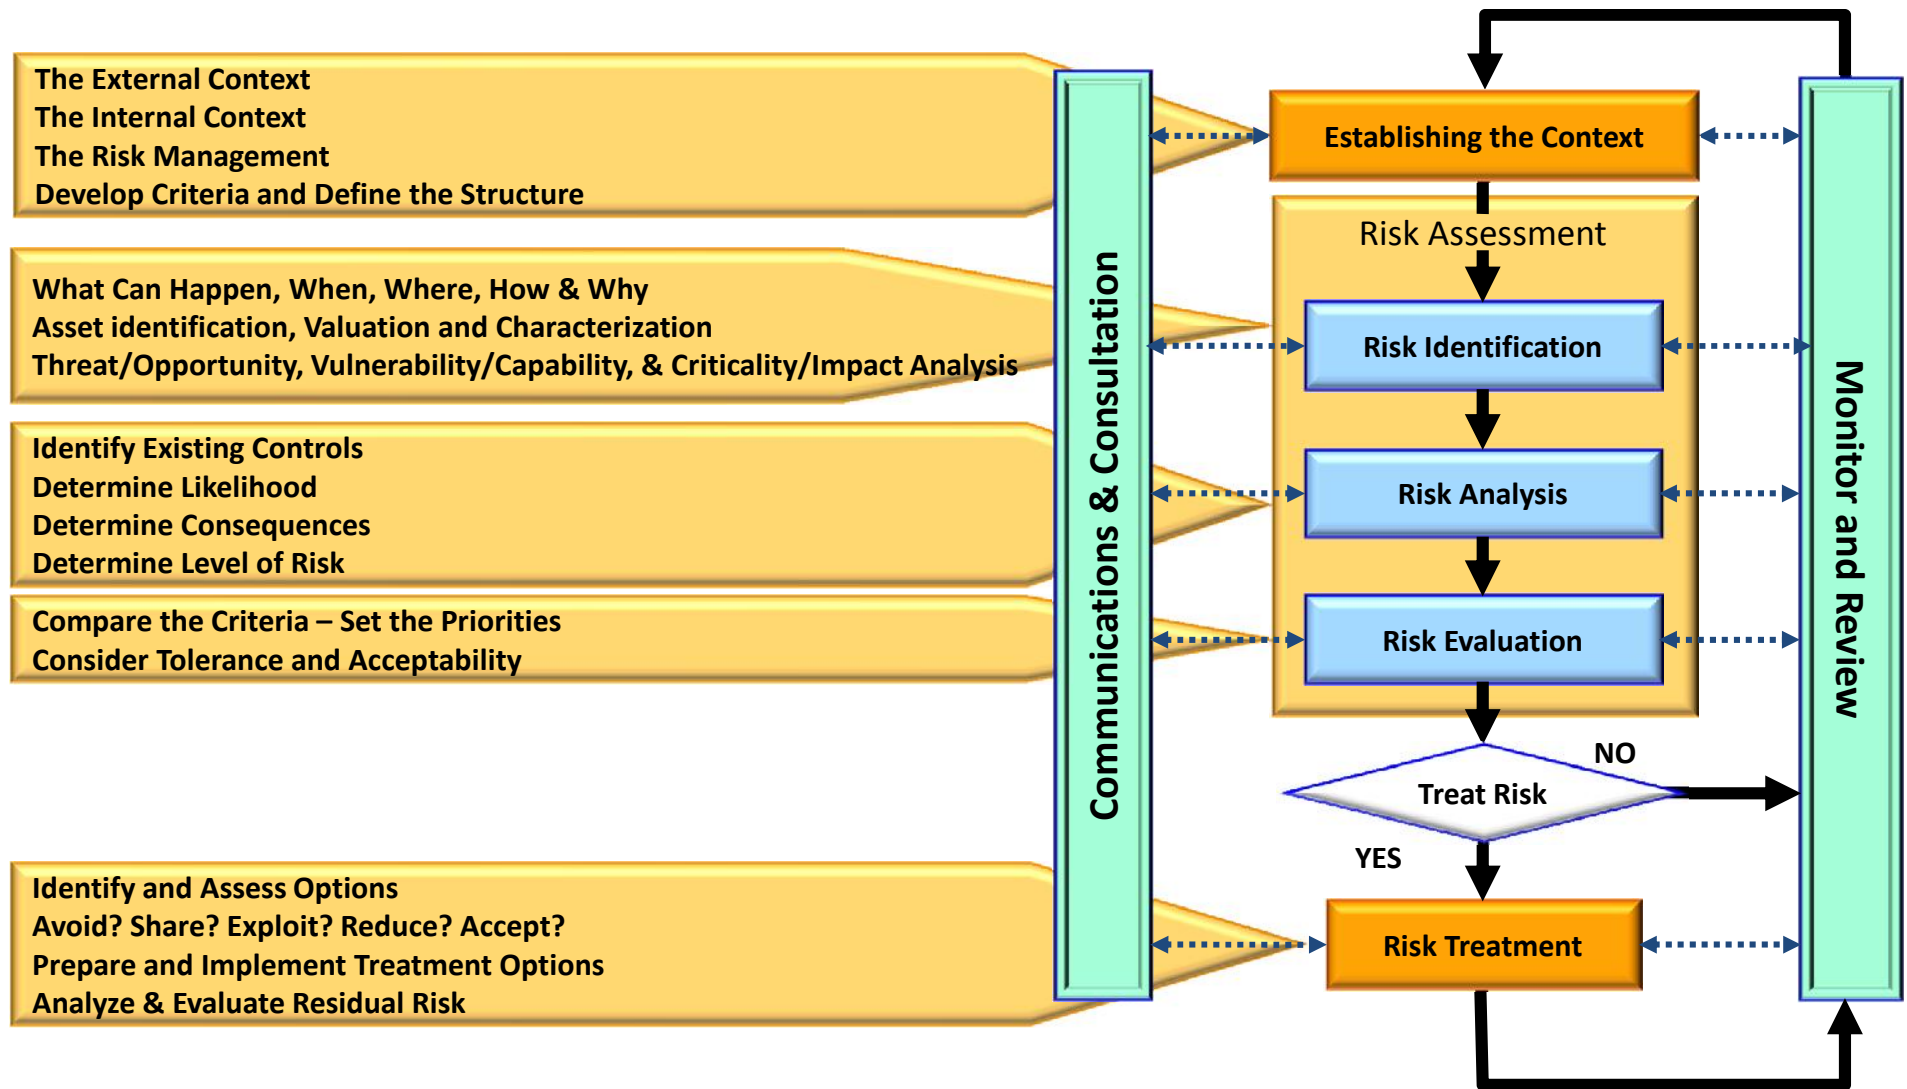 The External Context
The Internal Context
The Risk Management
Develop Criteria and Define the Structure
What Can Happen, When, Where, How & Why
Asset identification, Valuation and Characterization
Threat/Opportunity, Vulnerability/Capability, & Criticality/Impact Analysis
Identify Existing Controls
Determine Likelihood
Determine Consequences
Determine Level of Risk
Compare the Criteria – Set the Priorities
Consider Tolerance and Acceptability
Identify and Assess Options
Avoid? Share? Exploit? Reduce? Accept?
Prepare and Implement Treatment Options
Analyze & Evaluate Residual Risk
Communications & Consultation
Establishing the Context
Risk Assessment
Risk Identification
Risk Analysis
Risk Evaluation
NO
Treat Risk
YES
Risk Treatment
Monitor and Review